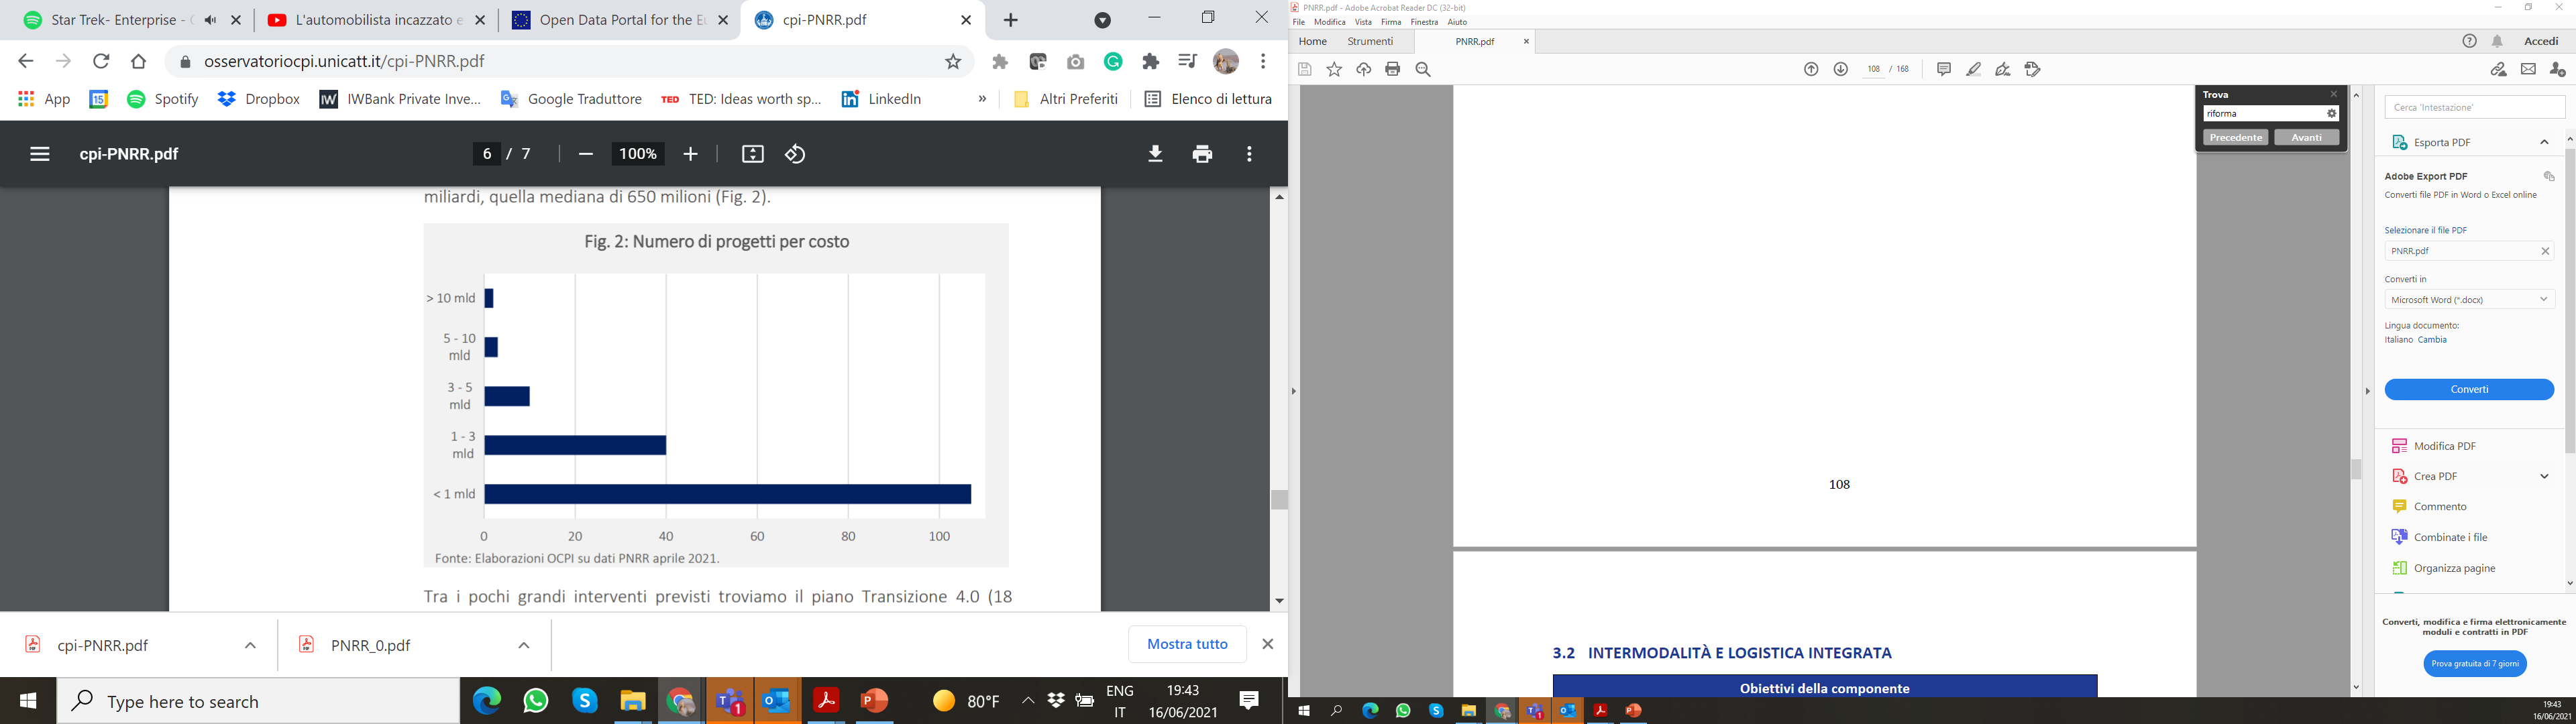 Star Trek- Enterprise - 
L'automobilista incazzato e
Open Data Portal for the Eu
cpi-PNRR.pdf
osservatoriocpi.unicatt.it/cpi-PNRR.pdf
App
15
Spotify
Dropbox
IW
IWBank Private Inve...
Google Traduttore
TED
TED: Ideas worth sp...
in
LinkedIn
»
Altri Preferiti
Elenco di lettura
cpi-PNRR.pdf
6 / 7
100%
miliardi, quella mediana di 650 milioni (Fig. 2).
Fig. 2: Numero di progetti per costo
> 10 mld
5 - 10
mld
3 - 5
mld
1 - 3
mld
< 1 mld
0 20 40 60 80 100
Fonte: Elaborazioni OCPI su dati PNRR aprile 2021.
Tra i pochi grandi interventi previsti troviamo il piano Transizione 4.0 (18
cpi-PNRR.pdf
PNRR_0.pdf
Mostra tutto
Type here to search
1
80°F
ENG
IT
19:43
16/06/2021
PNRR.pdf - Adobe Acrobat Reader DC (32-bit)
File Modifica Vista Firma Finestra Aiuto
Home
Strumenti
PNRR.pdf
Accedi
108 / 168
Trova
riforma
Precedente
Avanti
108
3.2 INTERMODALITÀ E LOGISTICA INTEGRATA
Obiettivi della componente
Cerca 'Intestazione'
Esporta PDF
Adobe Export PDF
Converti file PDF in Word o Excel online
Selezionare il file PDF
PNRR.pdf
Converti in
Microsoft Word (*.docx)
Lingua documento:
Italiano Cambia
Converti
Modifica PDF
Crea PDF
Commento
Combinate i file
Organizza pagine
Converti, modifica e firma elettronicamente
moduli e contratti in PDF
Prova gratuita di 7 giorni
19:43
16/06/2021